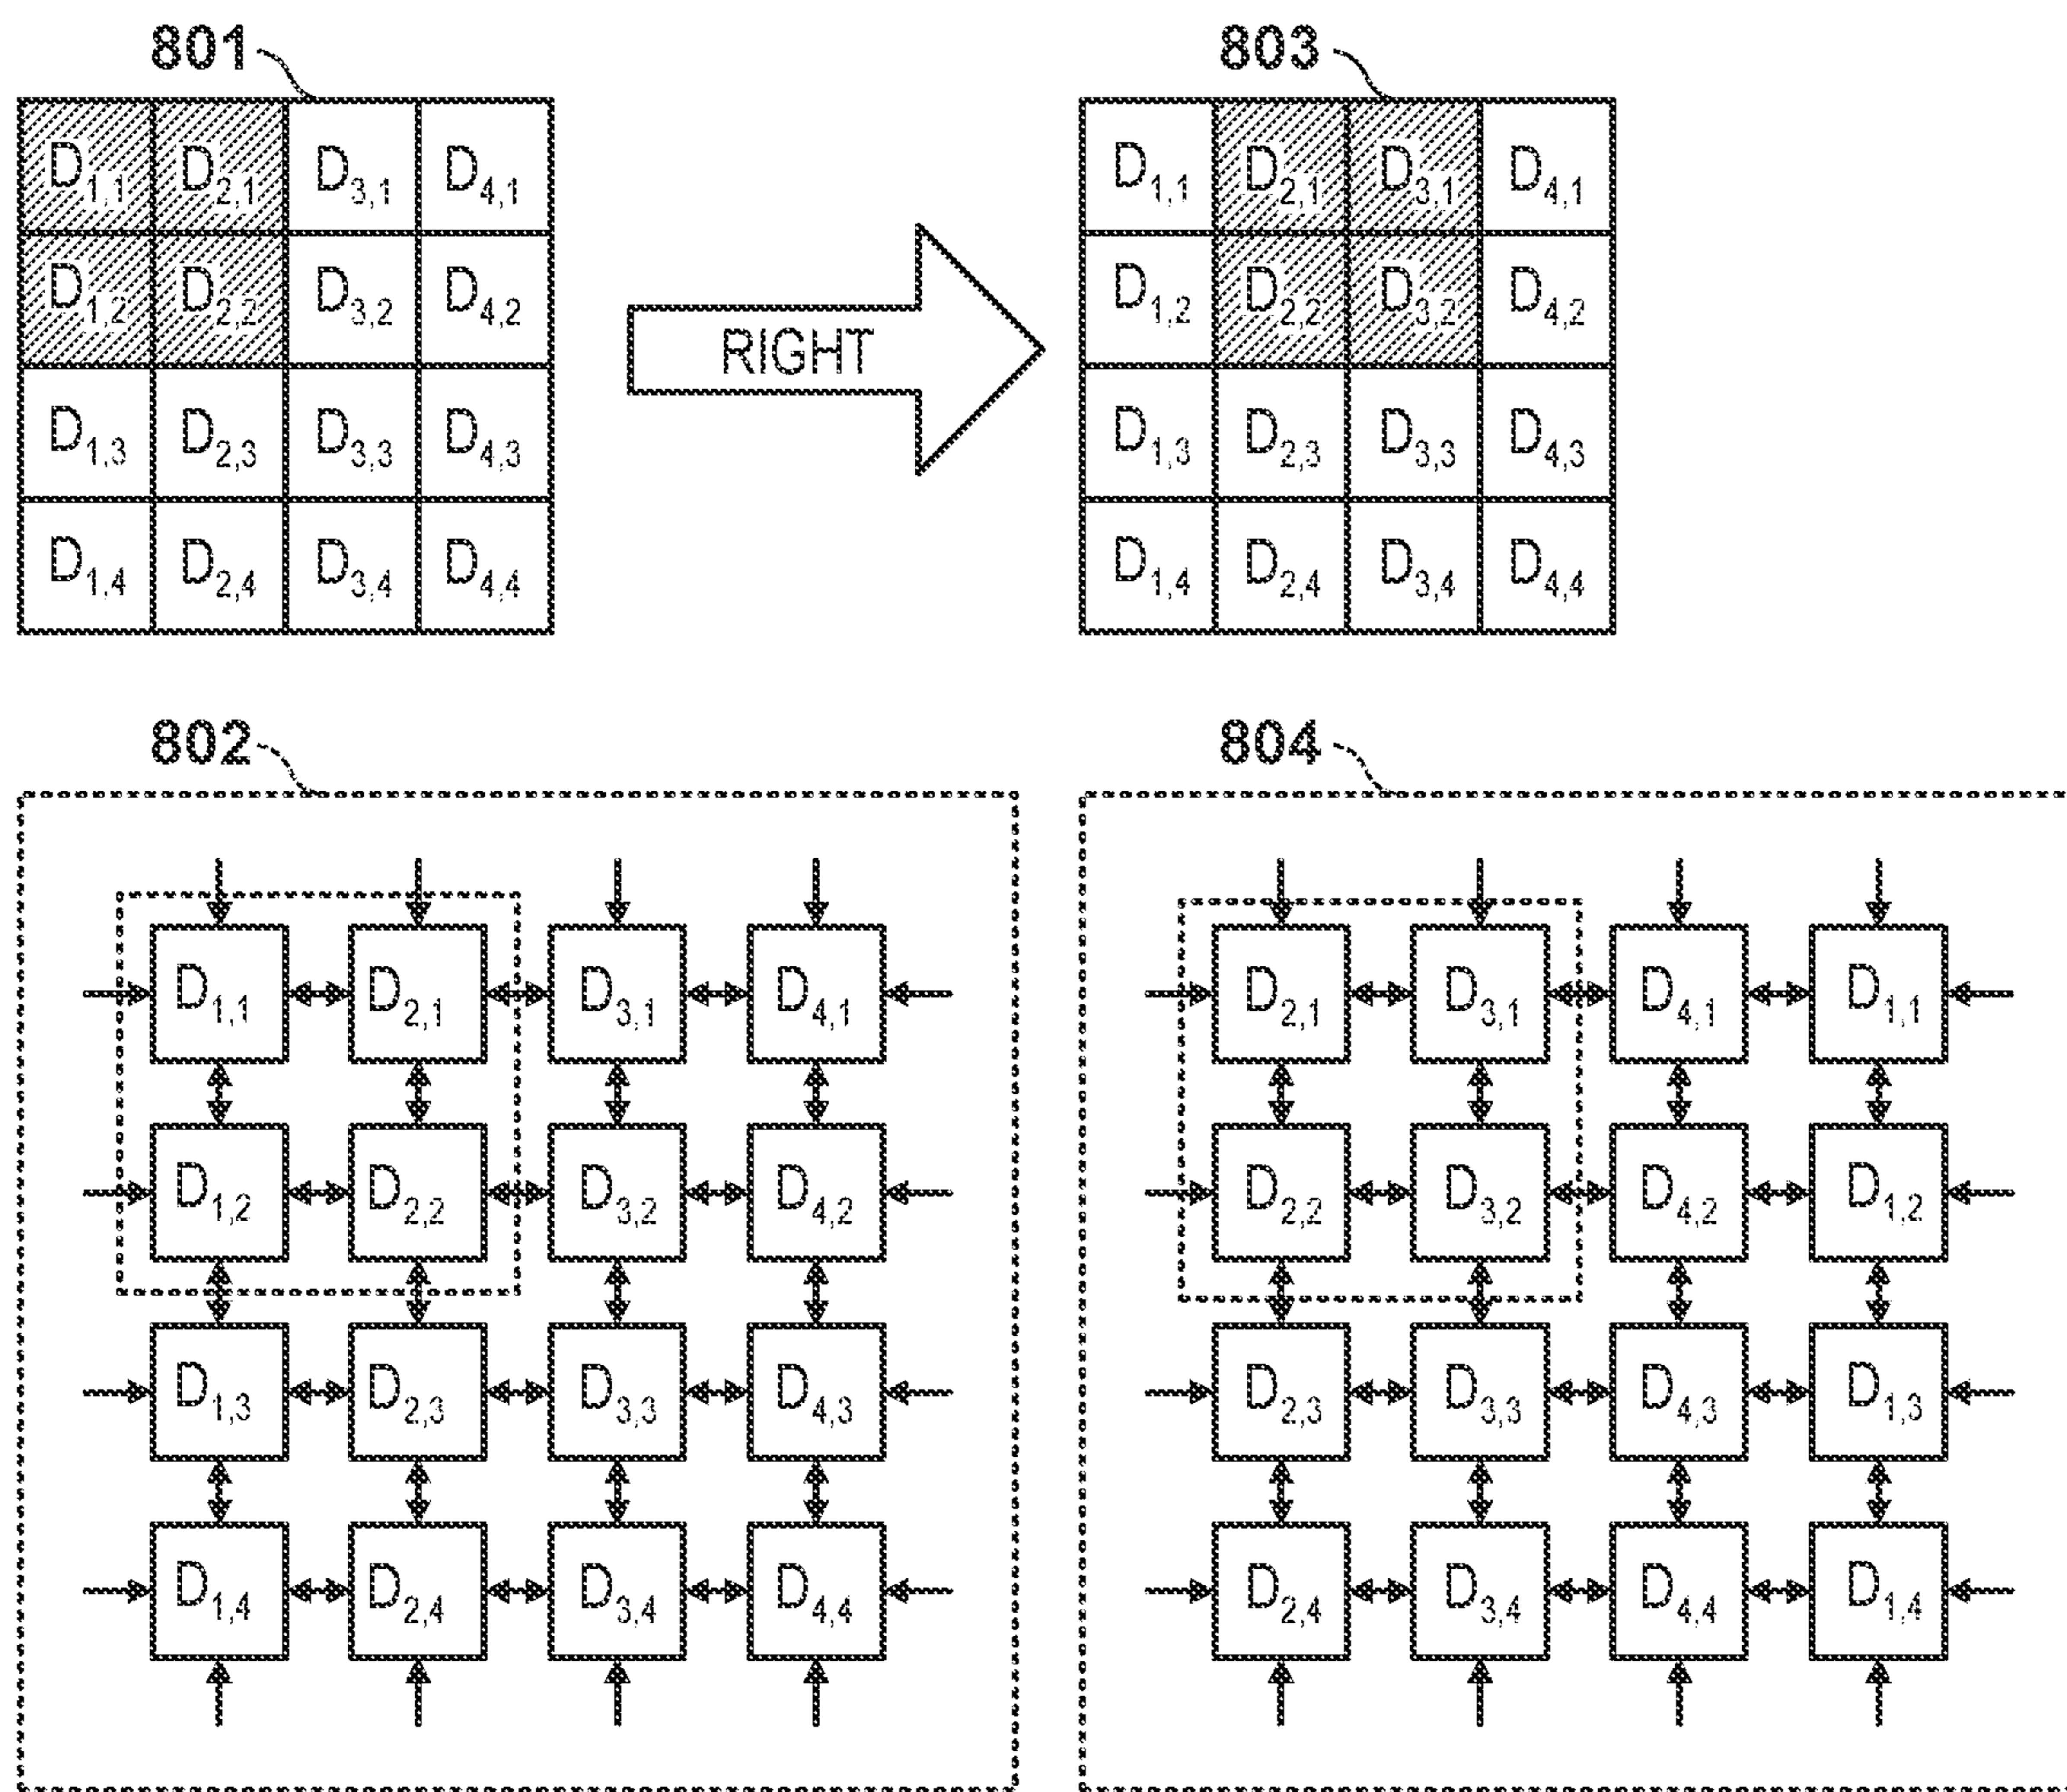 801
D1,1 D2,1 D3,1 D4,1
D1,2 D2,2 D3,2 D4,2
D1,3 D2,3 D3,3 D4,3
D1,4 D2,4 D3,4 D4,4
RIGHT
803
D1,1 D2,1 D3,1 D4,1
D1,2 D2,2 D3,2 D4,2
D1,3 D2,3 D3,3 D4,3
D1,4 D2,4 D3,4 D4,4
802
D1,1 D2,1 D3,1 D4,1
D1,2 D2,2 D3,2 D4,2
D1,3 D2,3 D3,3 D4,3
D1,4 D2,4 D3,4 D4,4
804
D2,1 D3,1 D4,1 D1,1
D2,2 D3,2 D4,2 D1,2
D2,3 D3,3 D4,3 D1,3
D2,4 D3,4 D4,4 D1,4